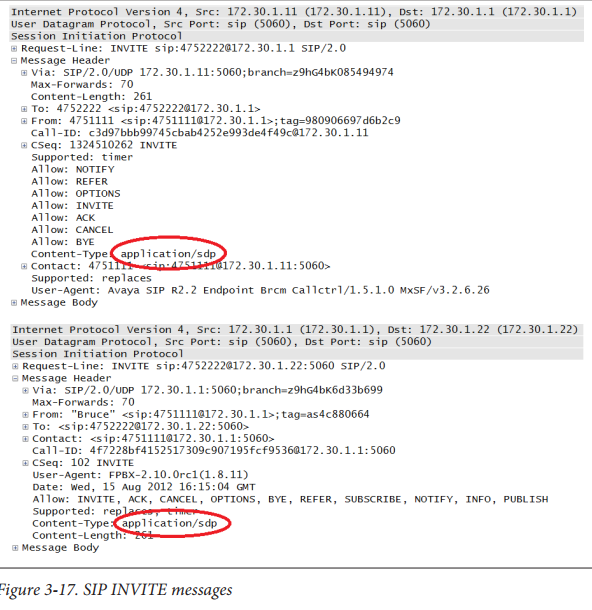 Internet Protocol Version 4, Src: 172.30.1.11 (172.30.1.11), Dst: 172.30.1.1 (172.30.1.1)
User Datagram Protocol, Src Port: sip (5060), Dst Port: sip (5060)
Session Initiation Protocol
Request-Line: INVITE sip:4752222@172.30.1.1 SIP/2.0
Message Header
Via: SIP/2.0/UDP 172.30.1.11:5060;branch=z9hG4bK085494974
Max-Forwards: 70
Content-Length: 261
To: 4752222 <sip:4752222@172.30.1.1>
From: 4751111 <sip:4751111@172.30.1.1>;tag=980906697d6b2c9
Call-ID: c3d97bbb99745cbab4252e993de4f49c@172.30.1.11
CSeq: 1324510262 INVITE
Supported: timer
Allow: NOTIFY
Allow: REFER
Allow: OPTIONS
Allow: INVITE
Allow: ACK
Allow: CANCEL
Allow: BYE
Content-Type: application/sdp
Contact: 4751111 <sip:4751111@172.30.1.11:5060>
Supported: replaces
User-Agent: Avaya SIP R2.2 Endpoint Brcm Callctrl/1.5.1.0 MxSF/v3.2.6.26
Message Body
Internet Protocol Version 4, Src: 172.30.1.1 (172.30.1.1), Dst: 172.30.1.22 (172.30.1.22)
User Datagram Protocol, Src Port: sip (5060), Dst Port: sip (5060)
Session Initiation Protocol
Request-Line: INVITE sip:4752222@172.30.1.22:5060 SIP/2.0
Message Header
Via: SIP/2.0/UDP 172.30.1.1:5060;branch=z9hG4bK6d33b699
Max-Forwards: 70
From: "Bruce" <sip:4751111@172.30.1.1>;tag=as4c880664
To: <sip:4752222@172.30.1.22:5060>
Contact: <sip:4751111@172.30.1.1:5060>
Call-ID: 4f7228bf4152517309c907195fcf9536@172.30.1.1:5060
CSeq: 102 INVITE
User-Agent: FPBX-2.10.0rc1(1.8.11)
Date: Wed, 15 Aug 2012 16:15:04 GMT
Allow: INVITE, ACK, CANCEL, OPTIONS, BYE, REFER, SUBSCRIBE, NOTIFY, INFO, PUBLISH
Supported: replaces, timer
Content-Type: application/sdp
Content-Length: 261
Message Body
Figure 3-17. SIP INVITE messages